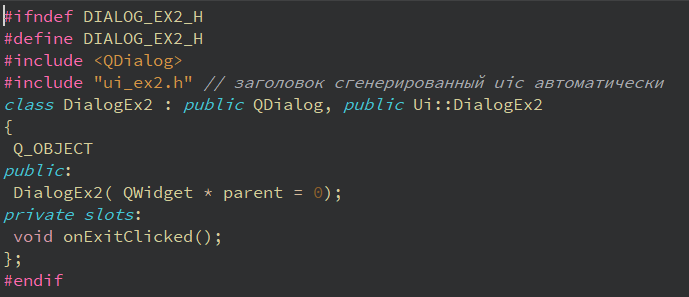 #ifndef DIALOG_EX2_H
#define DIALOG_EX2_H
#include <QDialog>
#include "ui_ex2.h" // заголовок сгенерированный uic автоматически
class DialogEx2 : public QDialog, public Ui::DialogEx2
{
 Q_OBJECT
public:
 DialogEx2( QWidget * parent = 0);
private slots:
 void onExitClicked();
};
#endif